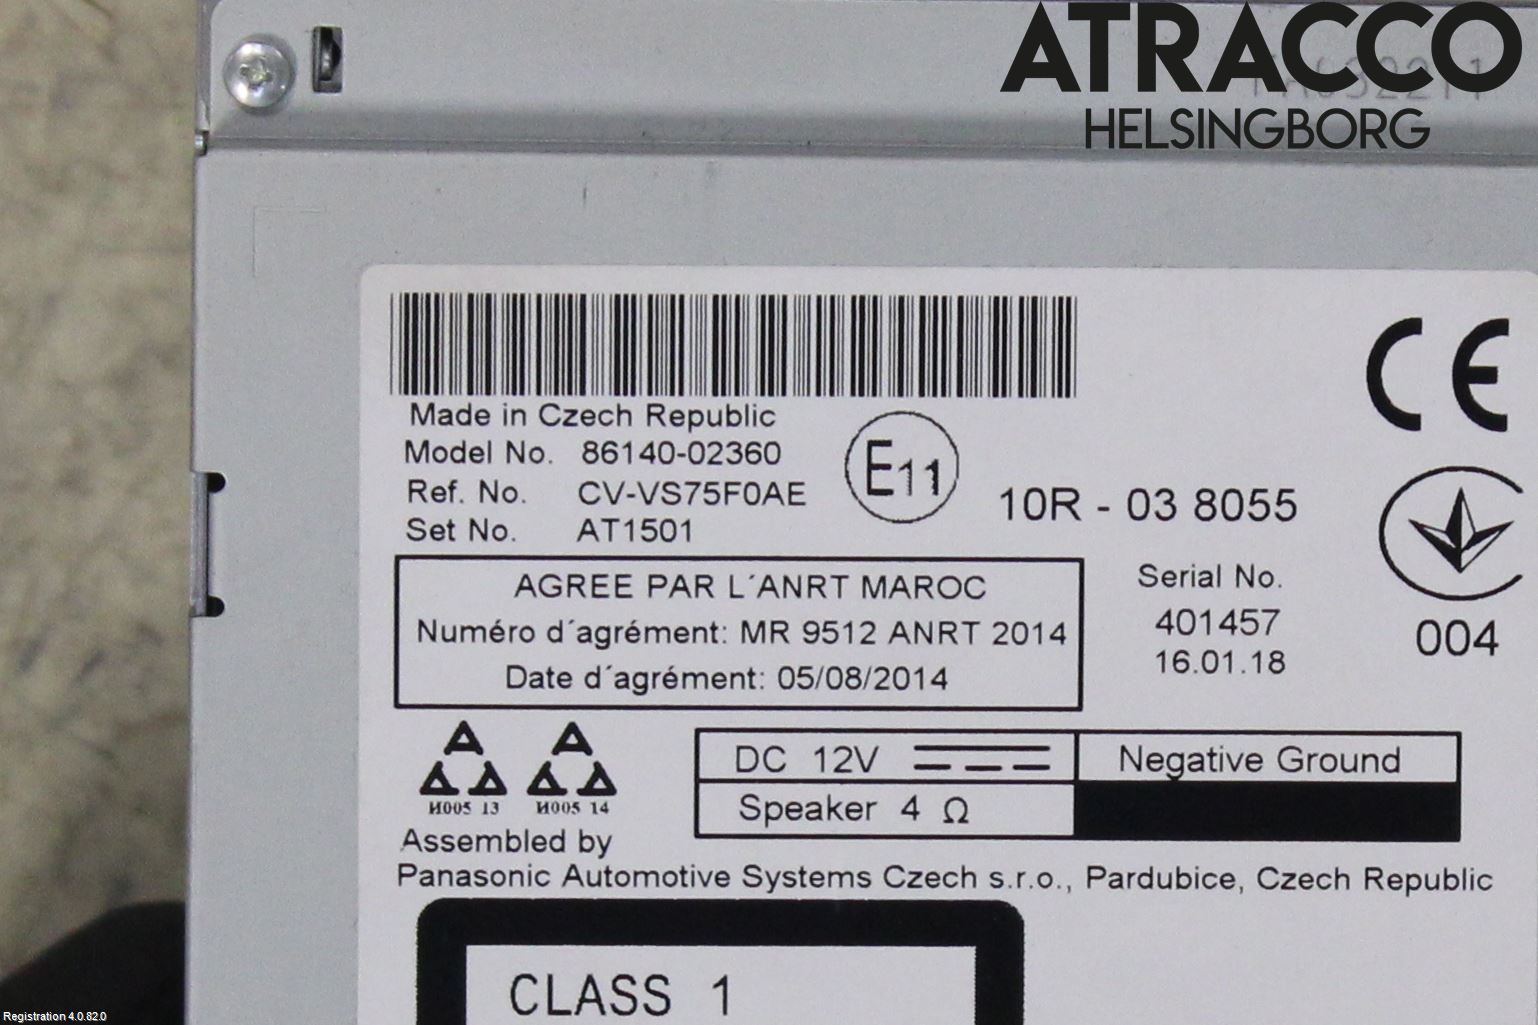 ATRACCO
HELSINGBORG
Made in Czech Republic
Model No. 86140-02360
Ref. No. CV-VS75F0AE
Set No. AT1501
E11
10R - 03 8055
CE
AGREE PAR L´ANRT MAROC
Numéro d´agrément: MR 9512 ANRT 2014
Date d´agrément: 05/08/2014
Serial No.
401457
16.01.18
004
И005 13
И005 14
DC 12V
Negative Ground
Speaker 4 Ω
Assembled by
Panasonic Automotive Systems Czech s.r.o., Pardubice, Czech Republic
CLASS 1
Registration 4.0.82.0